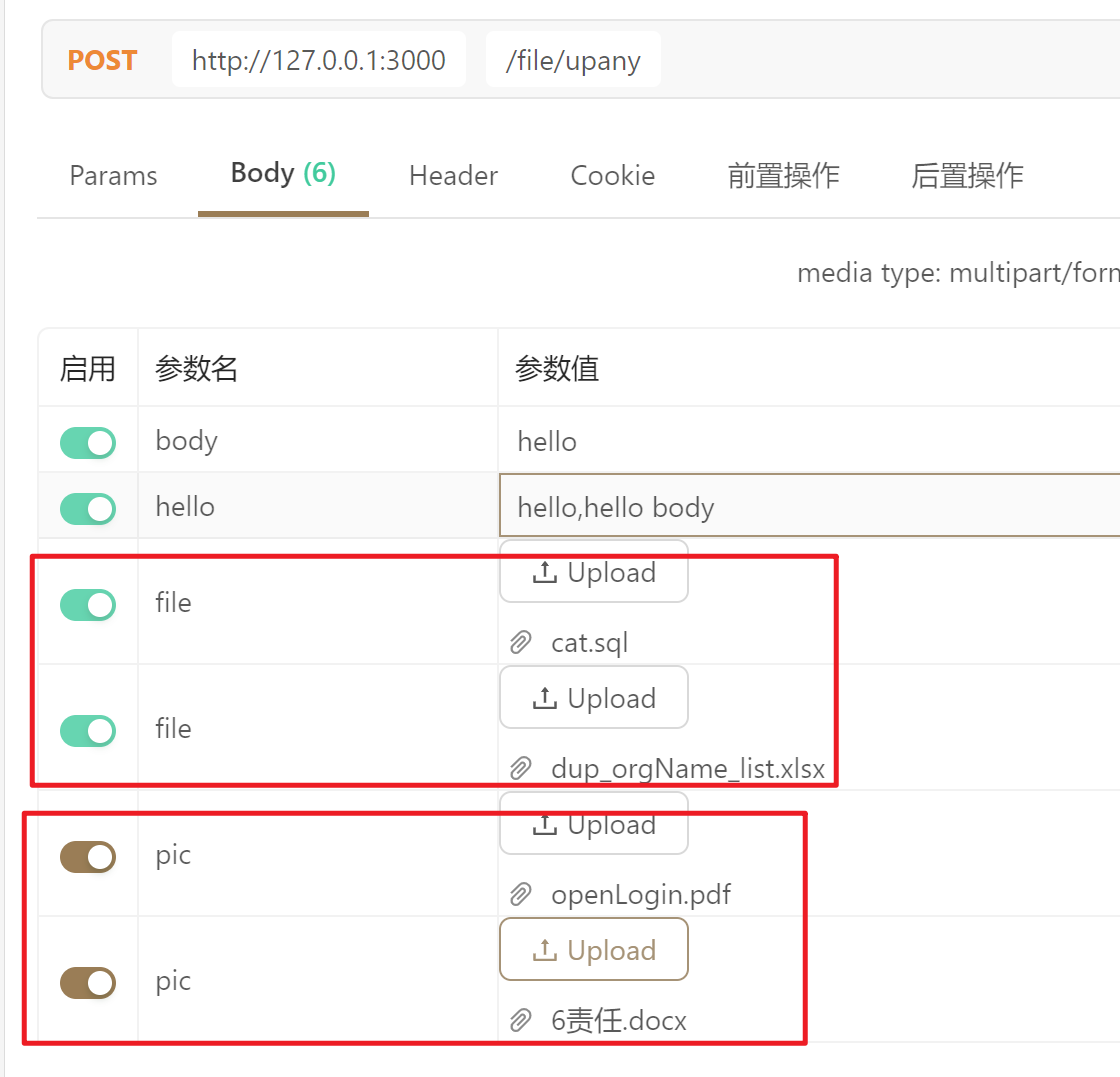 POST http://127.0.0.1:3000 /file/upany
Params Body (6) Header Cookie 前置操作 后置操作
media type: multipart/form
启用 参数名 参数值
body hello
hello hello,hello body
Upload
file
cat.sql
Upload
file
dup_orgName_list.xlsx
Upload
pic
openLogin.pdf
Upload
pic
6责任.docx